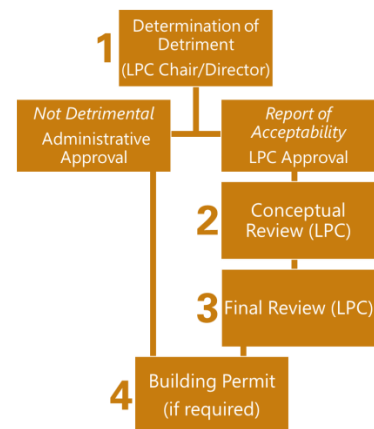 1
Determination of
Detriment
(LPC Chair/Director)
Not Detrimental
Administrative
Approval
Report of
Acceptability
LPC Approval
2
Conceptual
Review (LPC)
3
Final Review (LPC)
4
Building Permit
(if required)